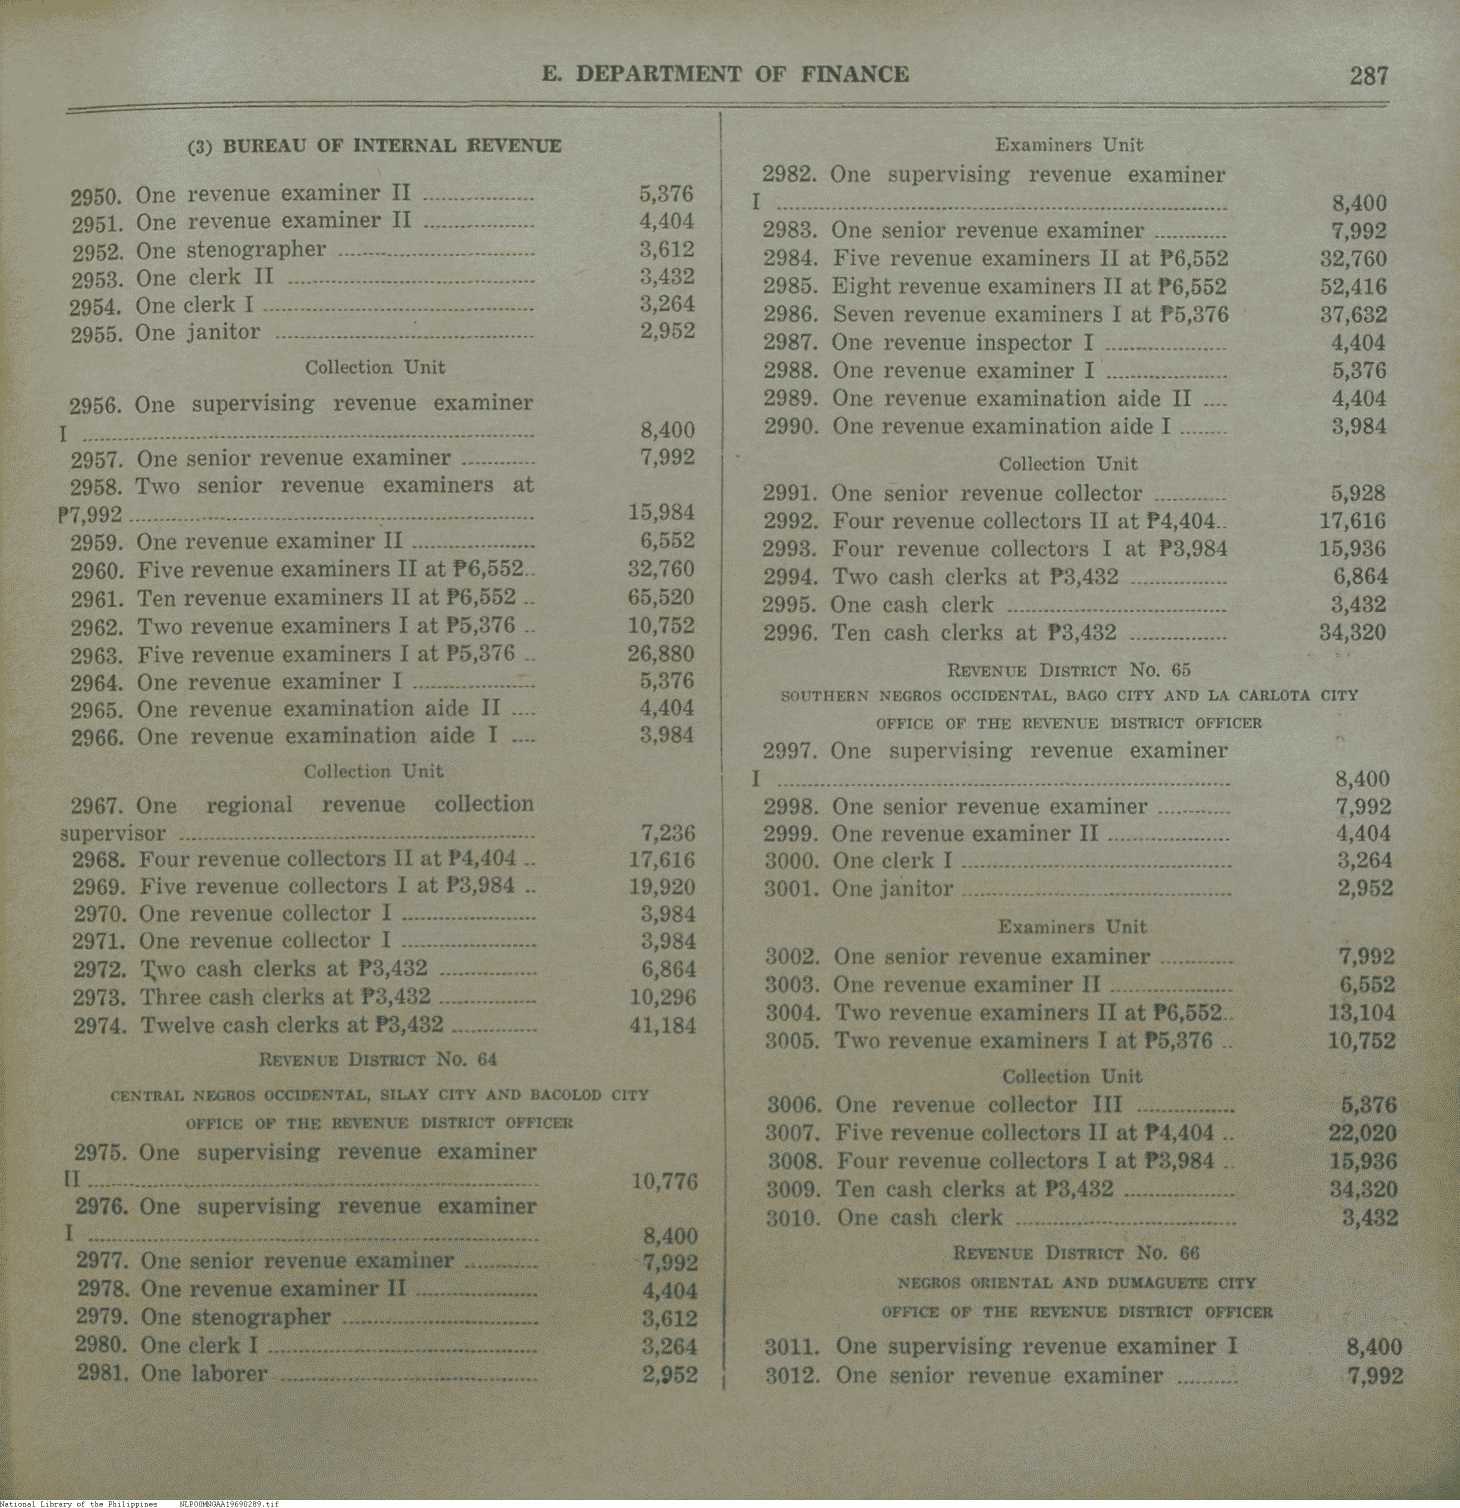 E. DEPARTMENT OF FINANCE 287
(3) BUREAU OF INTERNAL REVENUE
2950. One revenue examiner II .................... 5,376
2951. One revenue examiner II .................... 4,404
2952. One stenographer .................... 3,612
2953. One clerk II .................... 3,432
2954. One clerk I .................... 3,264
2955. One janitor .................... 2,952
Collection Unit
2956. One supervising revenue examiner
I .................... 8,400
2957. One senior revenue examiner ............ 7,992
2958. Two senior revenue examiners at
₱7,992 .................... 15,984
2959. One revenue examiner II .................... 6,552
2960. Five revenue examiners II at ₱6,552.. 32,760
2961. Ten revenue examiners II at ₱6,552 .. 65,520
2962. Two revenue examiners I at ₱5,376 .. 10,752
2963. Five revenue examiners I at ₱5,376 .. 26,880
2964. One revenue examiner I .................... 5,376
2965. One revenue examination aide II .... 4,404
2966. One revenue examination aide I .... 3,984
Collection Unit
2967. One regional revenue collection
supervisor .................... 7,236
2968. Four revenue collectors II at ₱4,404 .. 17,616
2969. Five revenue collectors I at ₱3,984 .. 19,920
2970. One revenue collector I .................... 3,984
2971. One revenue collector I .................... 3,984
2972. Two cash clerks at ₱3,432 ................ 6,864
2973. Three cash clerks at ₱3,432 ................ 10,296
2974. Twelve cash clerks at ₱3,432 .............. 41,184
REVENUE DISTRICT NO. 64
CENTRAL NEGROS OCCIDENTAL, SILAY CITY AND BACOLOD CITY
OFFICE OF THE REVENUE DISTRICT OFFICER
2975. One supervising revenue examiner
II .................... 10,776
2976. One supervising revenue examiner
I .................... 8,400
2977. One senior revenue examiner ............ 7,992
2978. One revenue examiner II .................... 4,404
2979. One stenographer .................... 3,612
2980. One clerk I .................... 3,264
2981. One laborer .................... 2,952
Examiners Unit
2982. One supervising revenue examiner
I .................... 8,400
2983. One senior revenue examiner ............ 7,992
2984. Five revenue examiners II at ₱6,552 32,760
2985. Eight revenue examiners II at ₱6,552 52,416
2986. Seven revenue examiners I at ₱5,376 37,632
2987. One revenue inspector I .................... 4,404
2988. One revenue examiner I .................... 5,376
2989. One revenue examination aide II .... 4,404
2990. One revenue examination aide I ........ 3,984
Collection Unit
2991. One senior revenue collector ............ 5,928
2992. Four revenue collectors II at ₱4,404.. 17,616
2993. Four revenue collectors I at ₱3,984 15,936
2994. Two cash clerks at ₱3,432 ................ 6,864
2995. One cash clerk .................... 3,432
2996. Ten cash clerks at ₱3,432 ................ 34,320
REVENUE DISTRICT NO. 65
SOUTHERN NEGROS OCCIDENTAL, BAGO CITY AND LA CARLOTA CITY
OFFICE OF THE REVENUE DISTRICT OFFICER
2997. One supervising revenue examiner
I .................... 8,400
2998. One senior revenue examiner ............ 7,992
2999. One revenue examiner II .................... 4,404
3000. One clerk I .................... 3,264
3001. One janitor .................... 2,952
Examiners Unit
3002. One senior revenue examiner ............ 7,992
3003. One revenue examiner II .................... 6,552
3004. Two revenue examiners II at ₱6,552.. 13,104
3005. Two revenue examiners I at ₱5,376 .. 10,752
Collection Unit
3006. One revenue collector III ................ 5,376
3007. Five revenue collectors II at ₱4,404 .. 22,020
3008. Four revenue collectors I at ₱3,984 .. 15,936
3009. Ten cash clerks at ₱3,432 .................. 34,320
3010. One cash clerk .................... 3,432
REVENUE DISTRICT NO. 66
NEGROS ORIENTAL AND DUMAGUETE CITY
OFFICE OF THE REVENUE DISTRICT OFFICER
3011. One supervising revenue examiner I 8,400
3012. One senior revenue examiner .......... 7,992
National Library of the Philippines NLPOOMNGAA19690289.tif